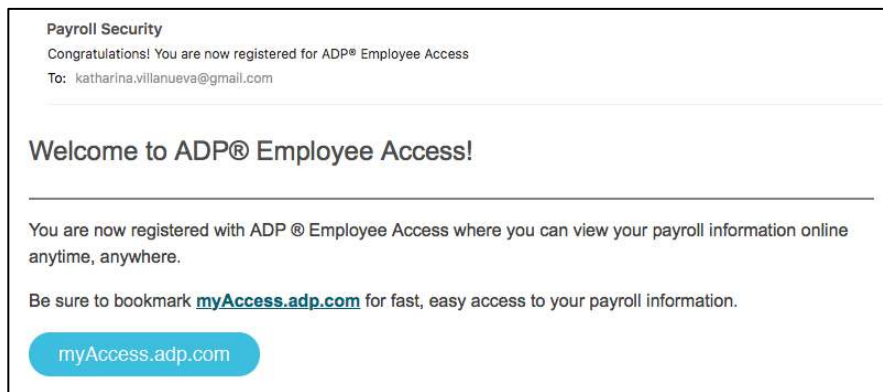 Payroll Security
Congratulations! You are now registered for ADP® Employee Access
To: katharina.villanueva@gmail.com
Welcome to ADP® Employee Access!
You are now registered with ADP ® Employee Access where you can view your payroll information online
anytime, anywhere.
Be sure to bookmark myAccess.adp.com for fast, easy access to your payroll information.
myAccess.adp.com